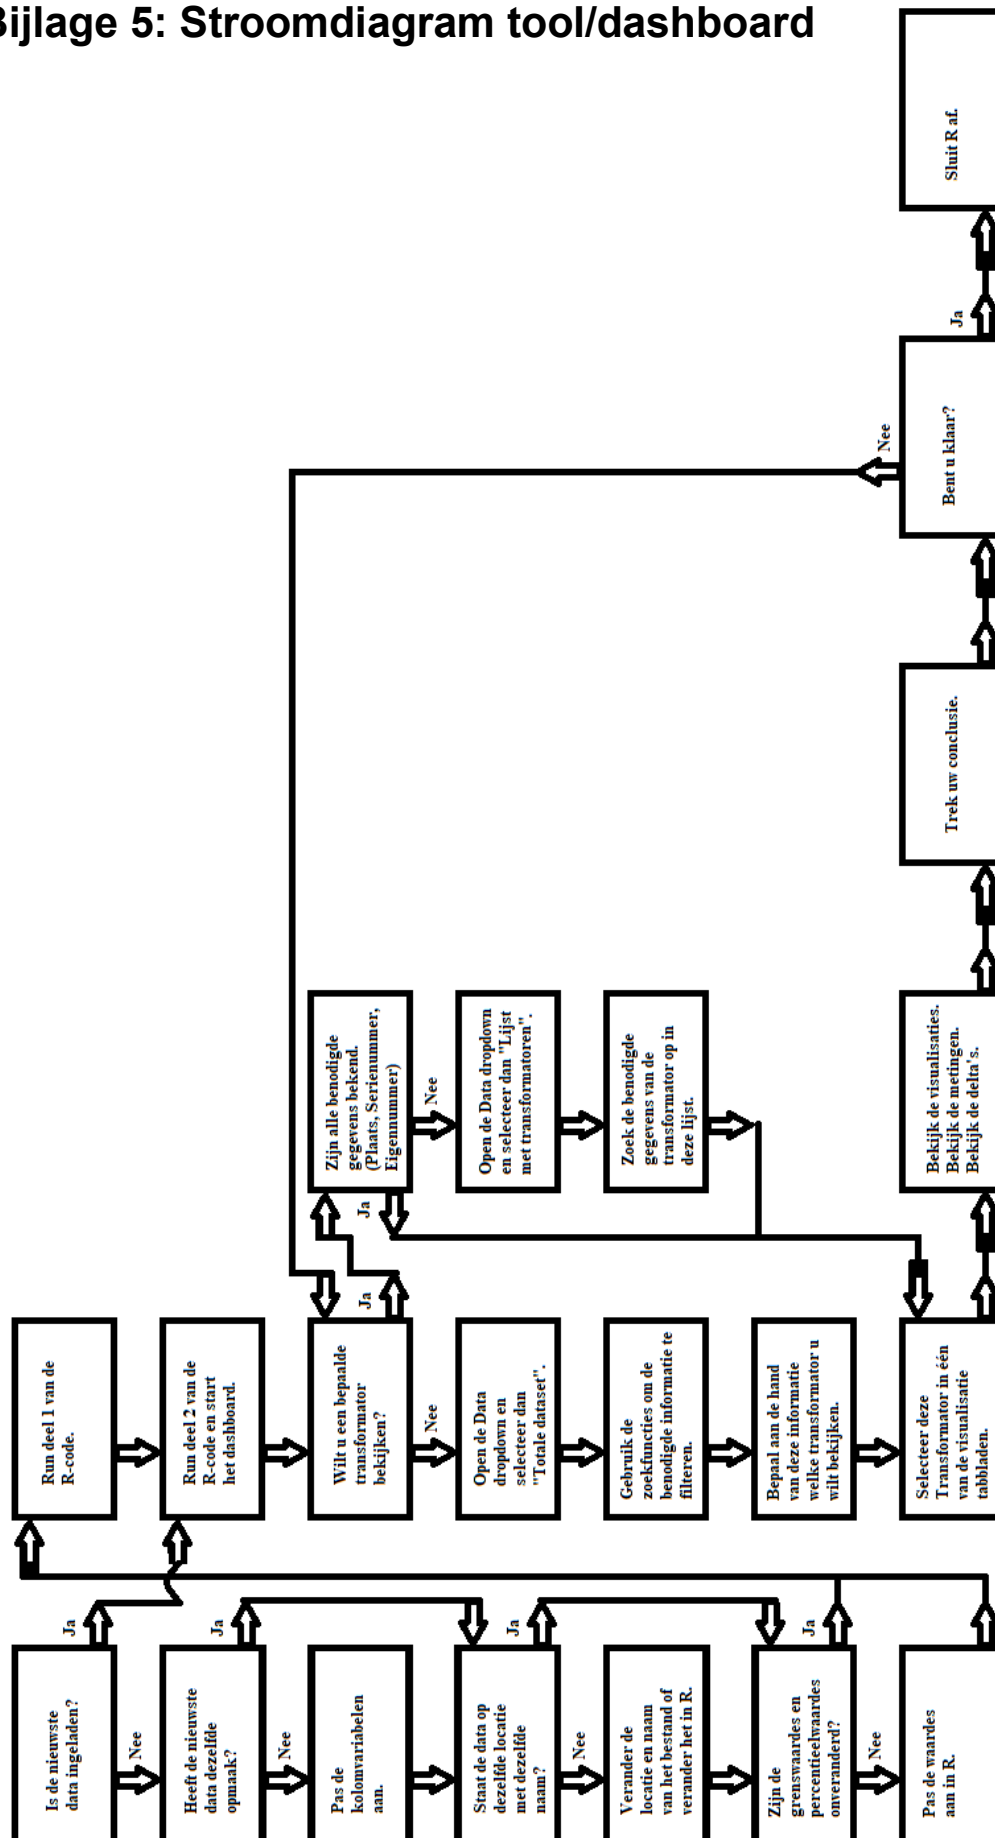 Bijlage 5: Stroomdiagram tool/dashboard
Is de nieuwste
data ingeladen?
Ja
Nee
Heeft de nieuwste
data dezelfde
opmaak?
Ja
Nee
Pas de
kolomvariabelen
aan.
Staat de data op
dezelfde locatie
met dezelfde
naam?
Ja
Nee
Verander de
locatie en naam
van het bestand of
verander het in R.
Zijn de
grenswaardes en
percentieelwaardes
onveranderd?
Ja
Nee
Pas de waardes
aan in R.
Run deel 1 van de
R-code.
Run deel 2 van de
R-code en start
het dashboard.
Wilt u een bepaalde
transformator
bekijken?
Ja
Nee
Open de Data
dropdown en
selecteer dan
"Totale dataset".
Gebruik de
zoekfuncties om de
benodigde informatie te
filteren.
Bepaal aan de hand
van deze informatie
welke transformator u
wilt bekijken.
Selecteer deze
Transformator in één
van de visualisatie
tabbladen.
Zijn alle benodigde
gegevens bekend.
(Plaats, Serienummer,
Eigennummer)
Ja
Nee
Open de Data dropdown
en selecteer dan "Lijst
met transformatoren".
Zoek de benodigde
gegevens van de
transformator op in
deze lijst.
Bekijk de visualisaties.
Bekijk de metingen.
Bekijk de delta's.
Trek uw conclusie.
Bent u klaar?
Nee
Ja
Sluit R af.